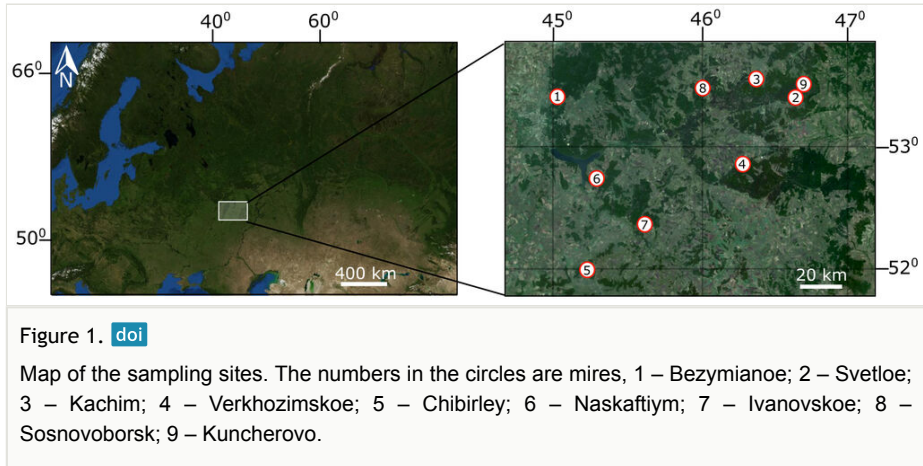 40⁰ 60⁰
45⁰ 46⁰ 47⁰
66⁰
N
3
9
8
1
2
53⁰
4
6
7
50⁰
5
52⁰
400 km
20 km
Figure 1. doi
Map of the sampling sites. The numbers in the circles are mires, 1 – Bezymianoe; 2 – Svetloe;
3 – Kachim; 4 – Verkhozimskoe; 5 – Chibirley; 6 – Naskaftiym; 7 – Ivanovskoe; 8 –
Sosnovoborsk; 9 – Kuncherovo.